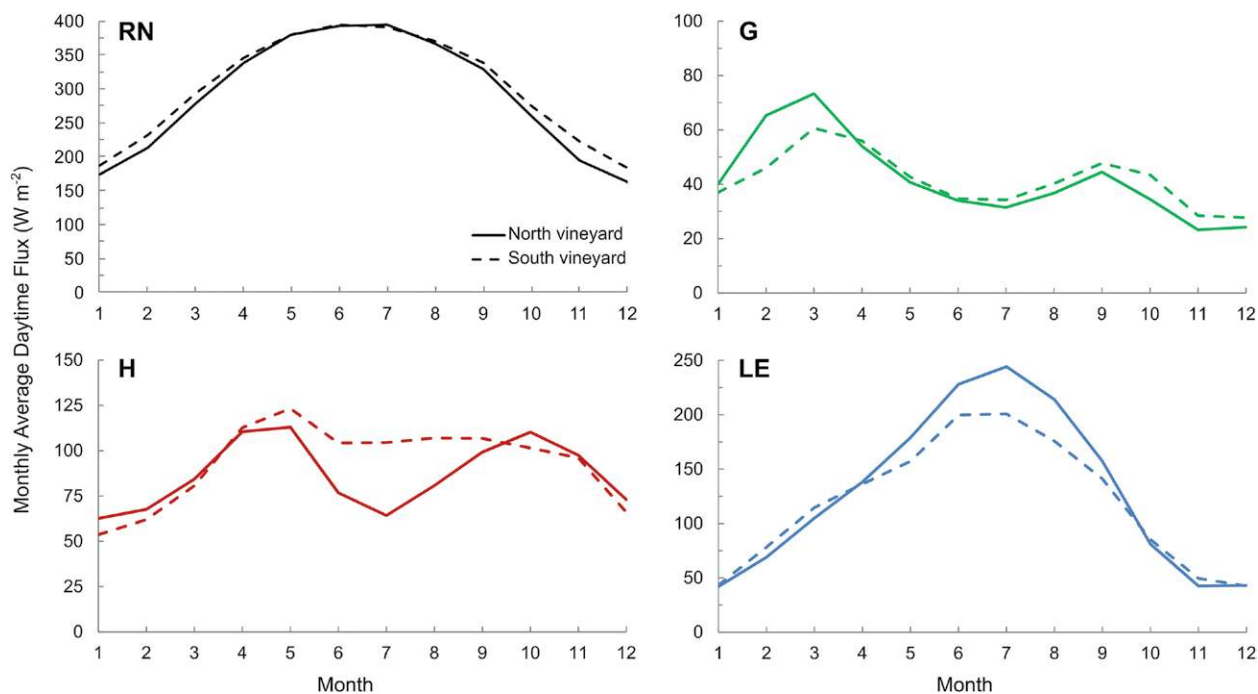 Monthly Average Daytime Flux (W m-2)
RN
400
350
300
250
200
150
100
50
0
North vineyard
South vineyard
1 2 3 4 5 6 7 8 9 10 11 12
G
100
80
60
40
20
0
1 2 3 4 5 6 7 8 9 10 11 12
H
150
125
100
75
50
25
0
1 2 3 4 5 6 7 8 9 10 11 12
Month
LE
250
200
150
100
50
0
1 2 3 4 5 6 7 8 9 10 11 12
Month